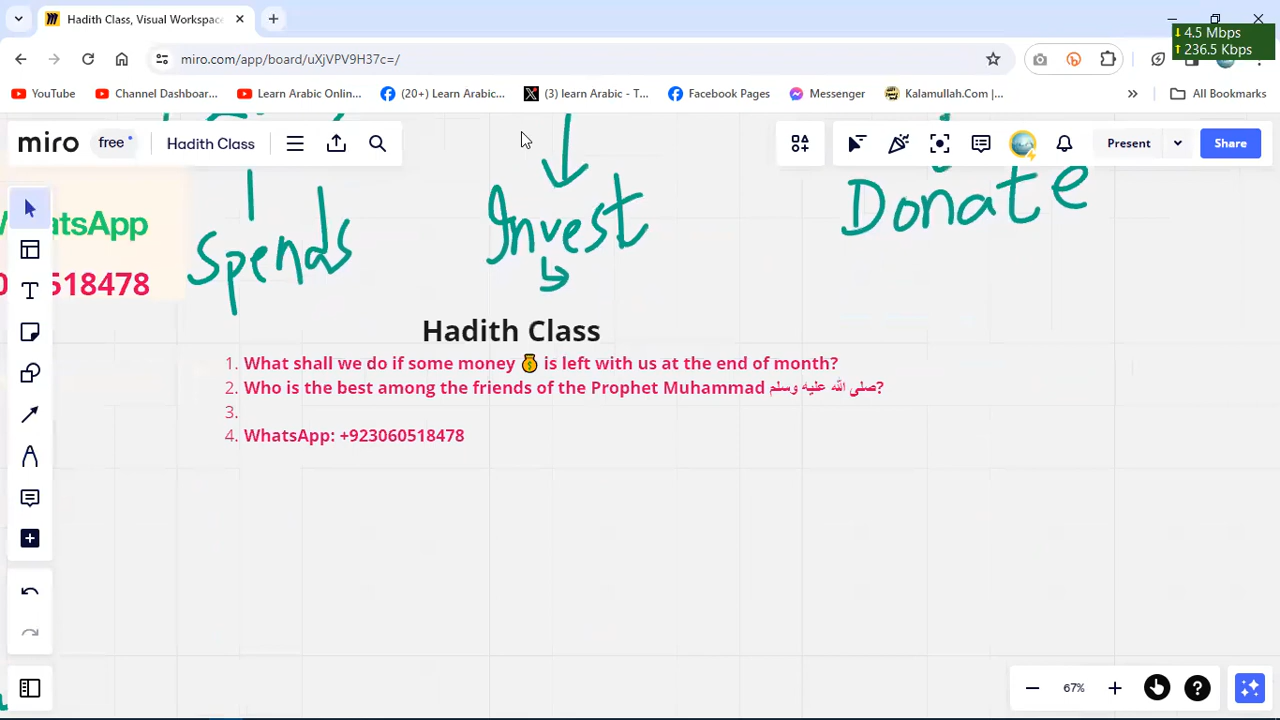 Hadith Class, Visual Workspac
4.5 Mbps
236.5 Kbps
miro.com/app/board/uXjVPV9H37c=/
YouTube
Channel Dashboar...
Learn Arabic Online...
(20+) Learn Arabic...
(3) learn Arabic - T...
Facebook Pages
Messenger
Kalamullah.Com |...
All Bookmarks
miro
free
Hadith Class
Present
Share
Donate
Invest
Spends
atsApp
518478
Hadith Class
1. What shall we do if some money 💰 is left with us at the end of month?
2. Who is the best among the friends of the Prophet Muhammad صلى الله عليه وسلم?
3.
4. WhatsApp: +923060518478
67%